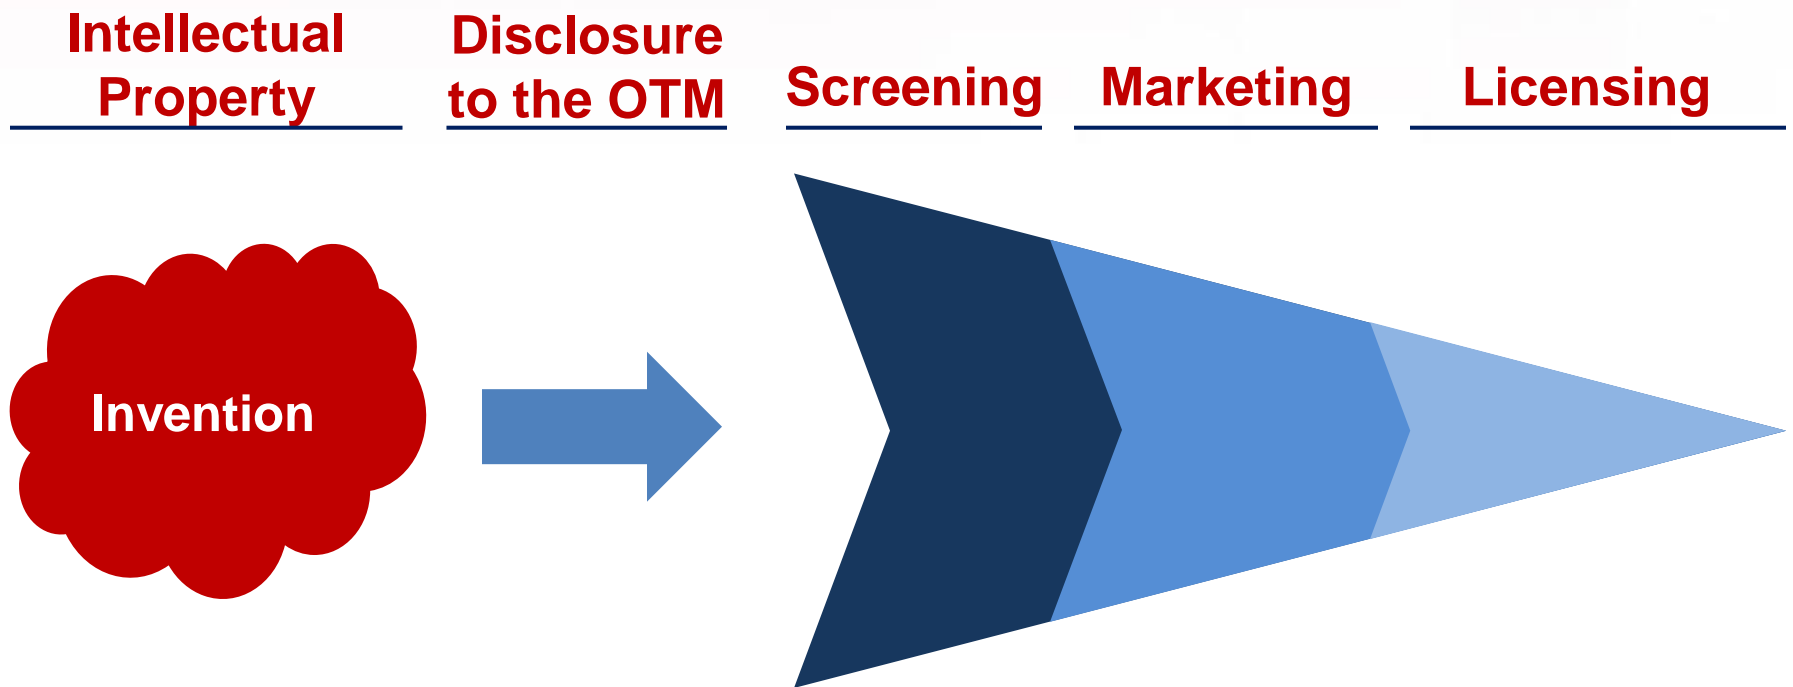 Intellectual
Property
Disclosure
to the OTM
Screening
Marketing
Licensing
Invention